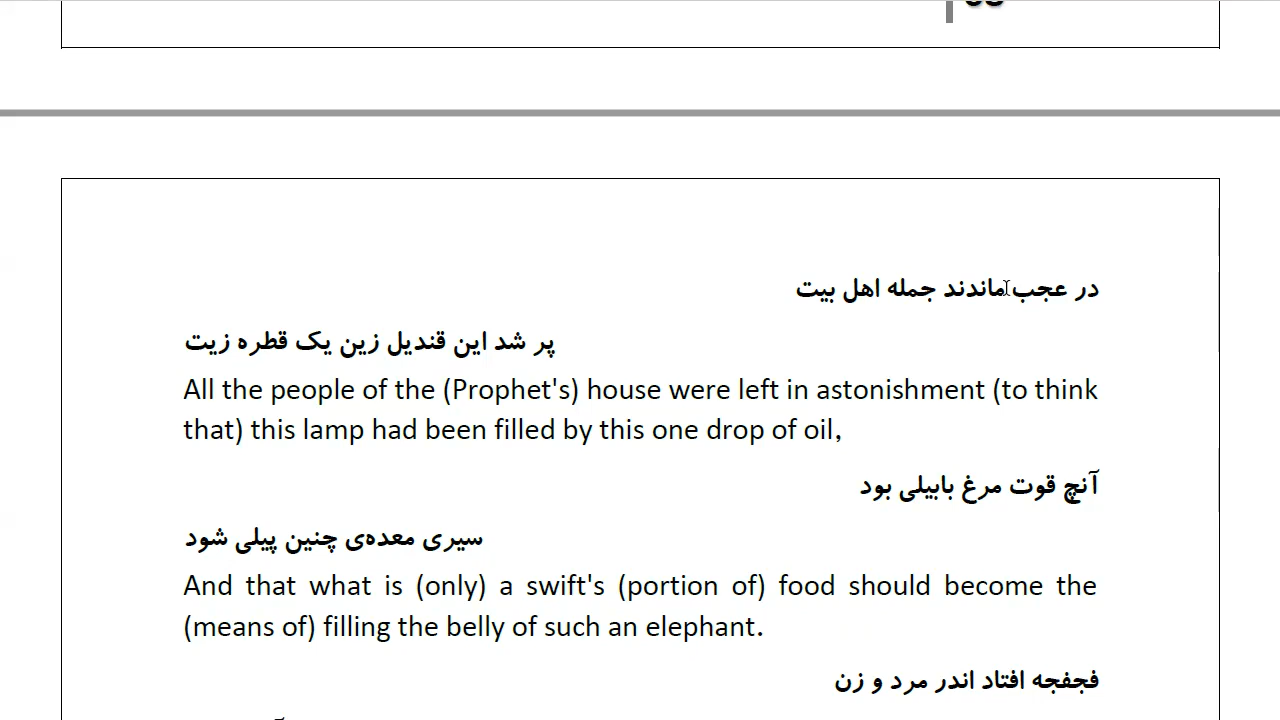 در عجب ماندند جمله اهل بیت
پر شد این قندیل زین یک قطره زیت
All the people of the (Prophet's) house were left in astonishment (to think
that) this lamp had been filled by this one drop of oil,
آنچ قوت مرغ بابیلی بود
سیری معده‌ی چنین پیلی شود
And that what is (only) a swift's (portion of) food should become the
(means of) filling the belly of such an elephant.
فجفجه افتاد اندر مرد و زن